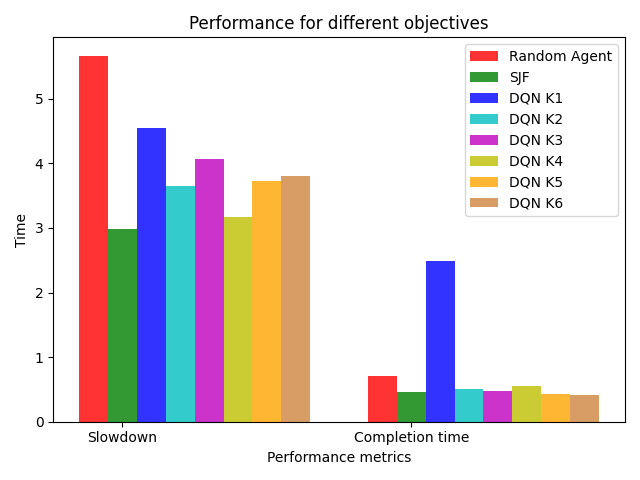 Performance for different objectives
Random Agent
SJF
DQN K1
DQN K2
DQN K3
DQN K4
DQN K5
DQN K6
Time
5
4
3
2
1
0
Slowdown
Completion time
Performance metrics